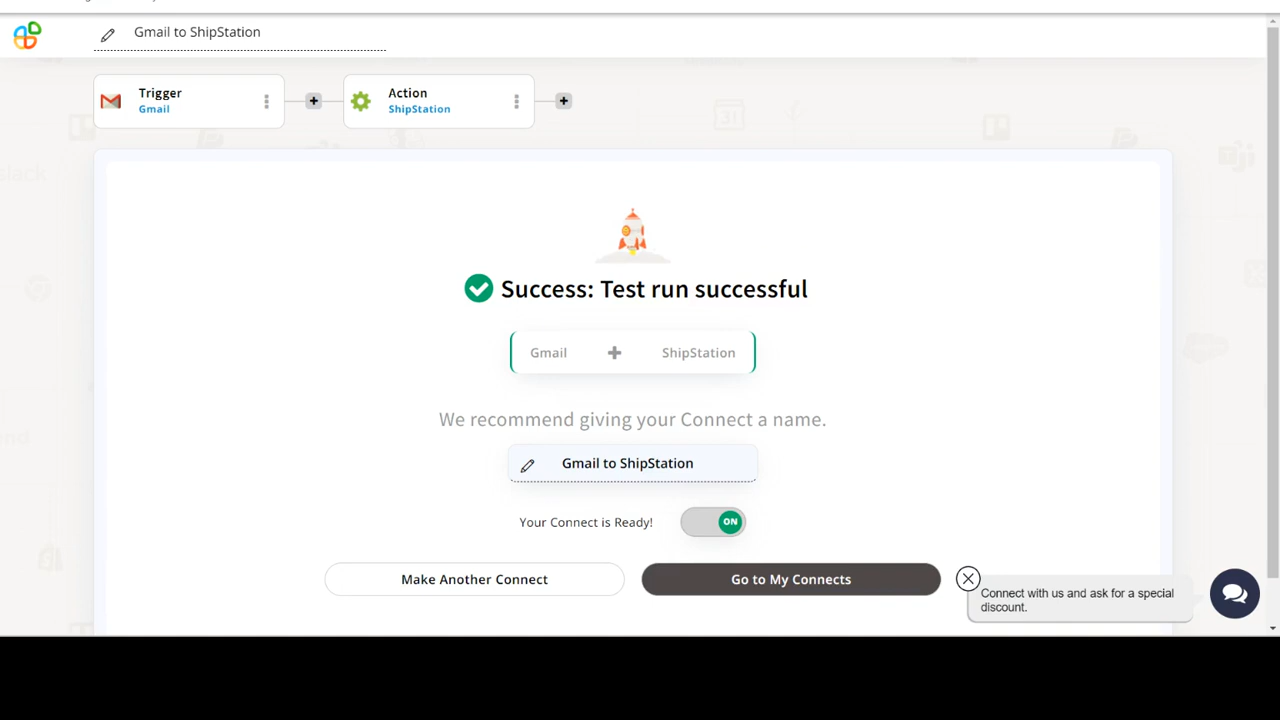 Gmail to ShipStation
Trigger
Gmail
Action
ShipStation
31
slack
Success: Test run successful
Gmail
ShipStation
We recommend giving your Connect a name.
Gmail to ShipStation
Your Connect is Ready!
ON
Make Another Connect
Go to My Connects
Connect with us and ask for a special
discount.